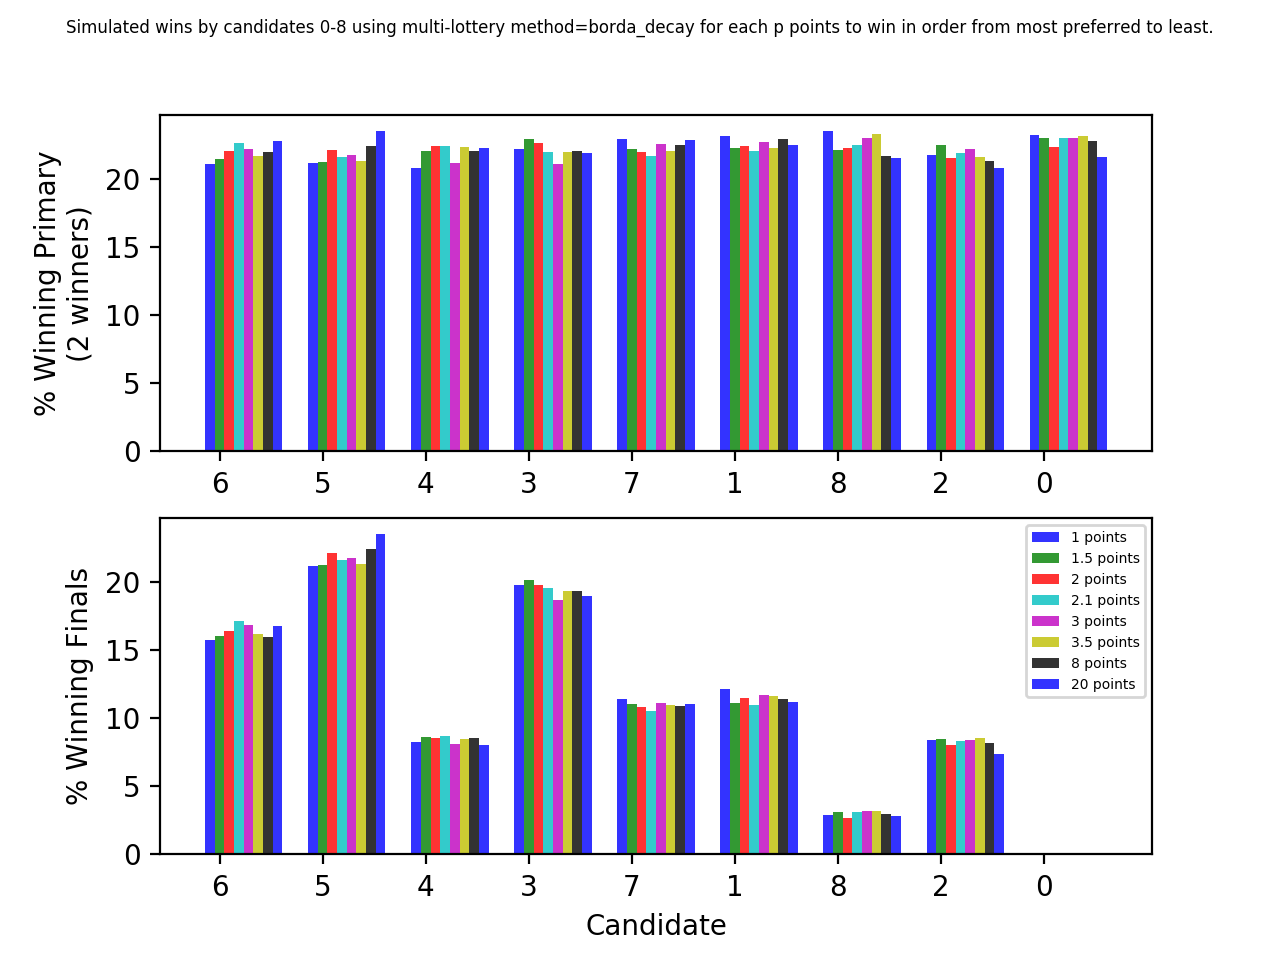 Simulated wins by candidates 0-8 using multi-lottery method=borda_decay for each p points to win in order from most preferred to least.
% Winning Primary
(2 winners)
20
15
10
5
0
6 5 4 3 7 1 8 2 0
% Winning Finals
20
15
10
5
0
1 points
1.5 points
2 points
2.1 points
3 points
3.5 points
8 points
20 points
6 5 4 3 7 1 8 2 0
Candidate